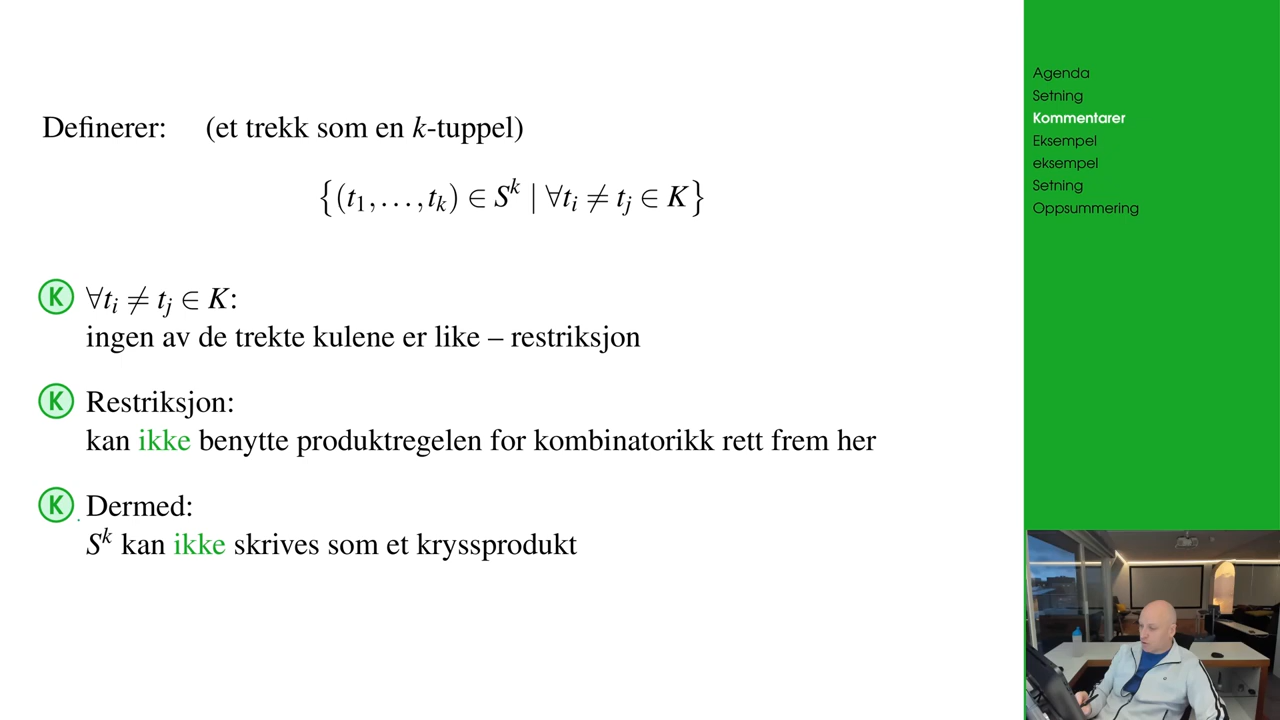 Definerer: (et trekk som en k-tuppel)
{(t₁,…,tₖ) ∈ Sᵏ | ∀tᵢ ≠ tⱼ ∈ K}
K ∀tᵢ ≠ tⱼ ∈ K:
ingen av de trekte kulene er like – restriksjon
K Restriksjon:
kan ikke benytte produktregelen for kombinatorikk rett frem her
K Dermed:
Sᵏ kan ikke skrives som et kryssprodukt
Agenda
Setning
Kommentarer
Eksempel
eksempel
Setning
Oppsummering